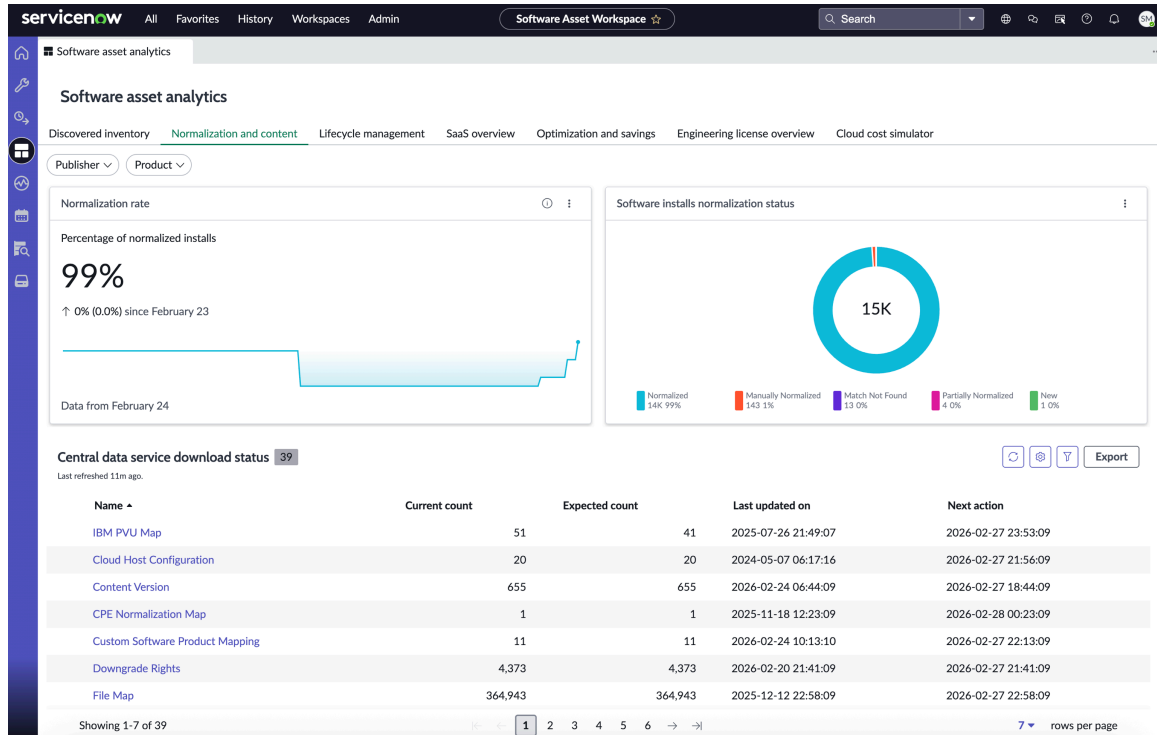 servicenow All Favorites History Workspaces Admin Software Asset Workspace Search SM
Software asset analytics
Software asset analytics
Discovered inventory Normalization and content Lifecycle management SaaS overview Optimization and savings Engineering license overview Cloud cost simulator
Publisher Product
Normalization rate
Percentage of normalized installs
99%
↑ 0% (0.0%) since February 23
Data from February 24
Software installs normalization status
15K
Normalized
14K 99%
Manually Normalized
143 1%
Match Not Found
13 0%
Partially Normalized
4 0%
New
1 0%
Central data service download status 39
Last refreshed 11m ago.
Export
Name Current count Expected count Last updated on Next action
IBM PVU Map 51 41 2025-07-26 21:49:07 2026-02-27 23:53:09
Cloud Host Configuration 20 20 2024-05-07 06:17:16 2026-02-27 21:56:09
Content Version 655 655 2026-02-24 06:44:09 2026-02-27 18:44:09
CPE Normalization Map 1 1 2025-11-18 12:23:09 2026-02-28 00:23:09
Custom Software Product Mapping 11 11 2026-02-24 10:13:10 2026-02-27 22:13:09
Downgrade Rights 4,373 4,373 2026-02-20 21:41:09 2026-02-27 21:41:09
File Map 364,943 364,943 2025-12-12 22:58:09 2026-02-27 22:58:09
Showing 1-7 of 39 1 2 3 4 5 6 7 rows per page